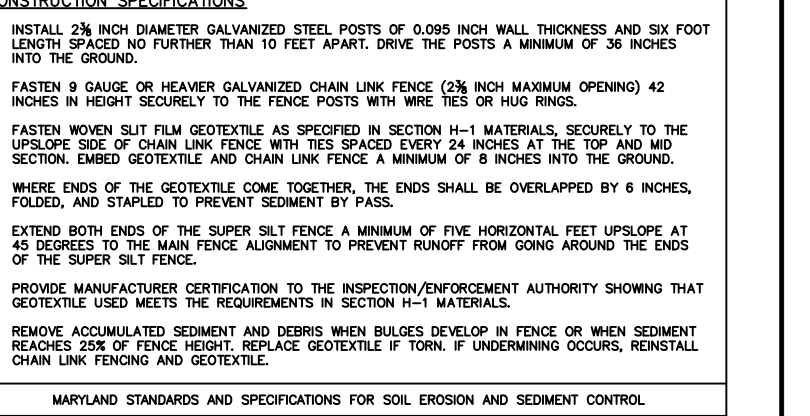 CONSTRUCTION SPECIFICATIONS
INSTALL 2⅜ INCH DIAMETER GALVANIZED STEEL POSTS OF 0.095 INCH WALL THICKNESS AND SIX FOOT
LENGTH SPACED NO FURTHER THAN 10 FEET APART. DRIVE THE POSTS A MINIMUM OF 36 INCHES
INTO THE GROUND.
FASTEN 9 GAUGE OR HEAVIER GALVANIZED CHAIN LINK FENCE (2⅜ INCH MAXIMUM OPENING) 42
INCHES IN HEIGHT SECURELY TO THE FENCE POSTS WITH WIRE TIES OR HUG RINGS.
FASTEN WOVEN SLIT FILM GEOTEXTILE AS SPECIFIED IN SECTION H-1 MATERIALS, SECURELY TO THE
UPSLOPE SIDE OF CHAIN LINK FENCE WITH TIES SPACED EVERY 24 INCHES AT THE TOP AND MID
SECTION. EMBED GEOTEXTILE AND CHAIN LINK FENCE A MINIMUM OF 8 INCHES INTO THE GROUND.
WHERE ENDS OF THE GEOTEXTILE COME TOGETHER, THE ENDS SHALL BE OVERLAPPED BY 6 INCHES,
FOLDED, AND STAPLED TO PREVENT SEDIMENT BY PASS.
EXTEND BOTH ENDS OF THE SUPER SILT FENCE A MINIMUM OF FIVE HORIZONTAL FEET UPSLOPE AT
45 DEGREES TO THE MAIN FENCE ALIGNMENT TO PREVENT RUNOFF FROM GOING AROUND THE ENDS
OF THE SUPER SILT FENCE.
PROVIDE MANUFACTURER CERTIFICATION TO THE INSPECTION/ENFORCEMENT AUTHORITY SHOWING THAT
GEOTEXTILE USED MEETS THE REQUIREMENTS IN SECTION H-1 MATERIALS.
REMOVE ACCUMULATED SEDIMENT AND DEBRIS WHEN BULGES DEVELOP IN FENCE OR WHEN SEDIMENT
REACHES 25% OF FENCE HEIGHT. REPLACE GEOTEXTILE IF TORN. IF UNDERMINING OCCURS, REINSTALL
CHAIN LINK FENCING AND GEOTEXTILE.
MARYLAND STANDARDS AND SPECIFICATIONS FOR SOIL EROSION AND SEDIMENT CONTROL